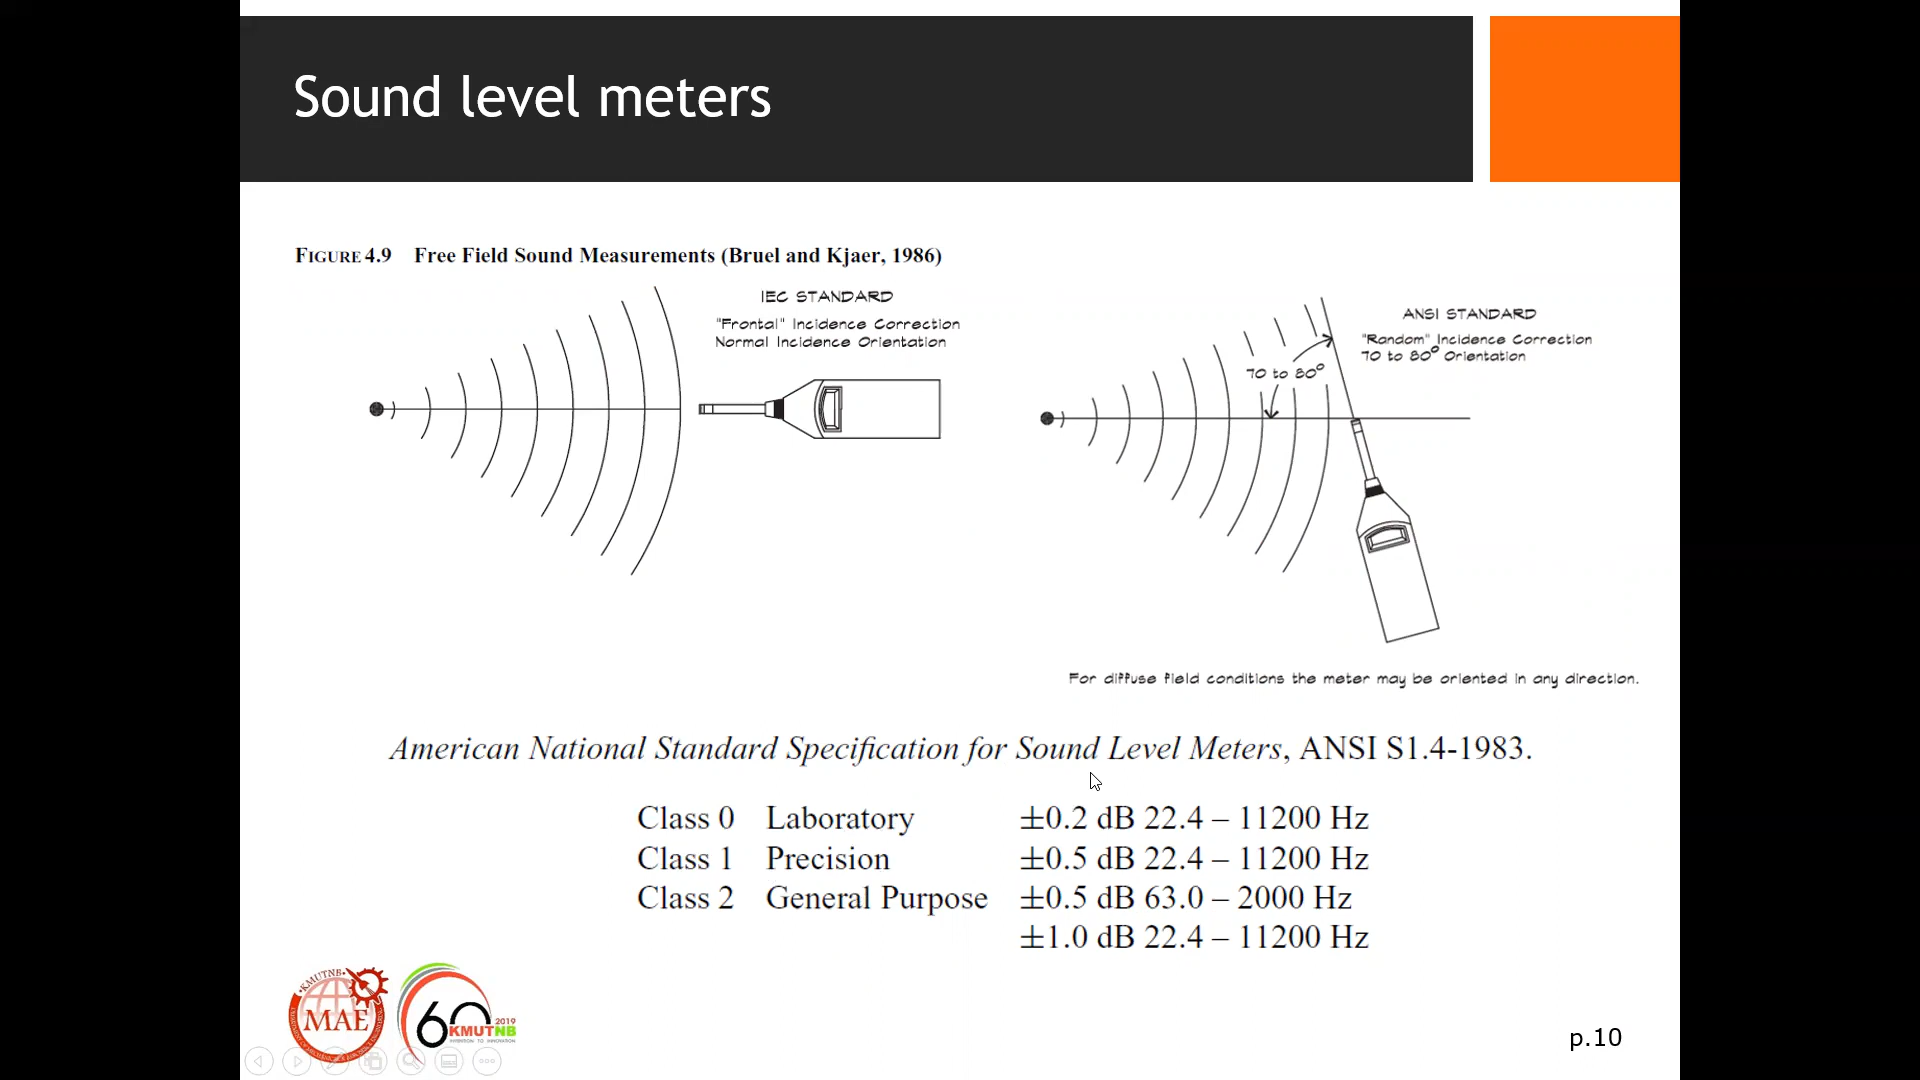 Sound level meters
FIGURE 4.9 Free Field Sound Measurements (Bruel and Kjaer, 1986)
IEC STANDARD
"Frontal" Incidence Correction
Normal Incidence Orientation
ANSI STANDARD
"Random" Incidence Correction
70 to 80° Orientation
70 to 80°
For diffuse field conditions the meter may be oriented in any direction.
American National Standard Specification for Sound Level Meters, ANSI S1.4-1983.
Class 0 Laboratory ±0.2 dB 22.4 – 11200 Hz
Class 1 Precision ±0.5 dB 22.4 – 11200 Hz
Class 2 General Purpose ±0.5 dB 63.0 – 2000 Hz
±1.0 dB 22.4 – 11200 Hz
KMUTNB
MAE
60
2019
KMUTNB
INVENTION TO INNOVATION
p.10